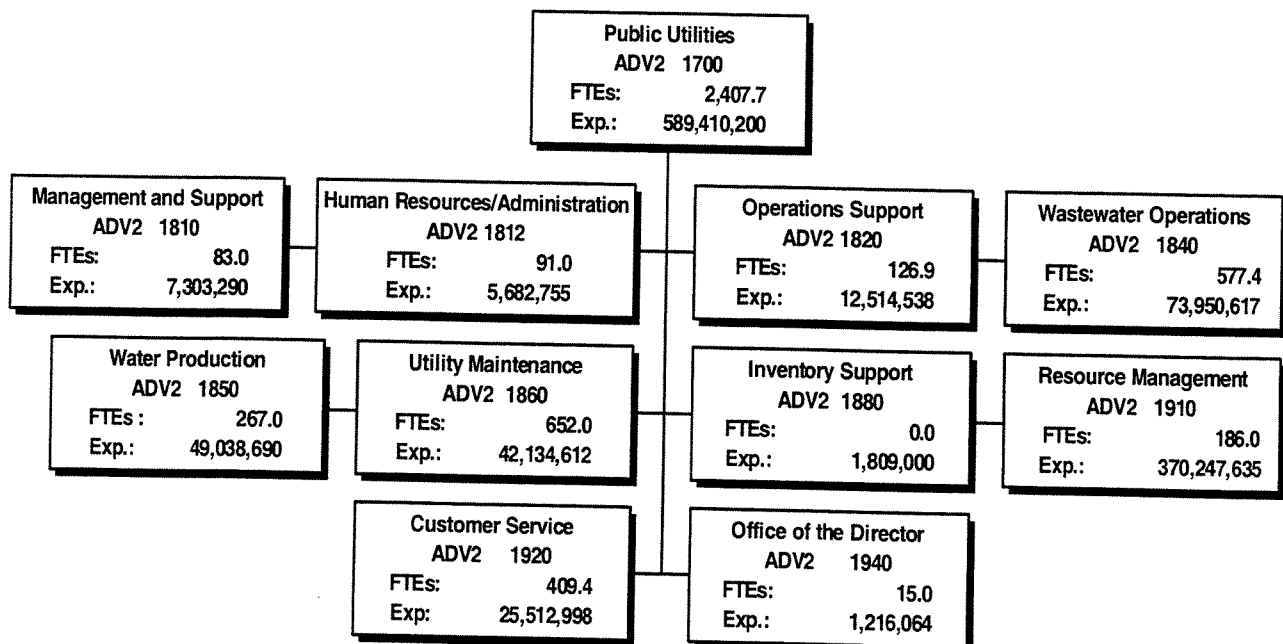 Public Utilities
ADV2 1700
FTEs: 2,407.7
Exp.: 589,410,200
Management and Support
ADV2 1810
FTEs: 83.0
Exp.: 7,303,290
Human Resources/Administration
ADV2 1812
FTEs: 91.0
Exp.: 5,682,755
Operations Support
ADV2 1820
FTEs: 126.9
Exp.: 12,514,538
Wastewater Operations
ADV2 1840
FTEs: 577.4
Exp.: 73,950,617
Water Production
ADV2 1850
FTEs : 267.0
Exp.: 49,038,690
Utility Maintenance
ADV2 1860
FTEs: 652.0
Exp.: 42,134,612
Inventory Support
ADV2 1880
FTEs: 0.0
Exp.: 1,809,000
Resource Management
ADV2 1910
FTEs: 186.0
Exp.: 370,247,635
Customer Service
ADV2 1920
FTEs: 409.4
Exp: 25,512,998
Office of the Director
ADV2 1940
FTEs: 15.0
Exp.: 1,216,064